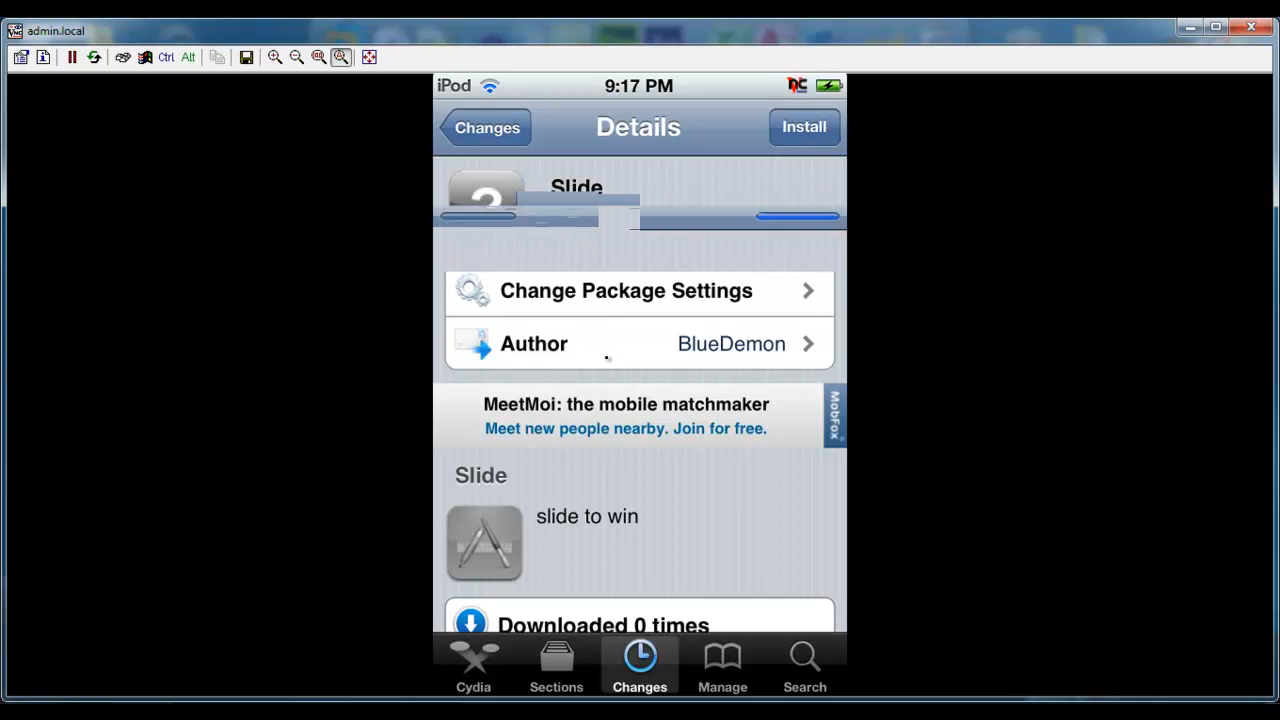 admin.local
Ctrl Alt
iPod 9:17 PM
Changes Details Install
Slide
Change Package Settings
Author BlueDemon
MeetMoi: the mobile matchmaker
Meet new people nearby. Join for free.
MobFox
Slide
slide to win
Downloaded 0 times
Cydia Sections Changes Manage Search